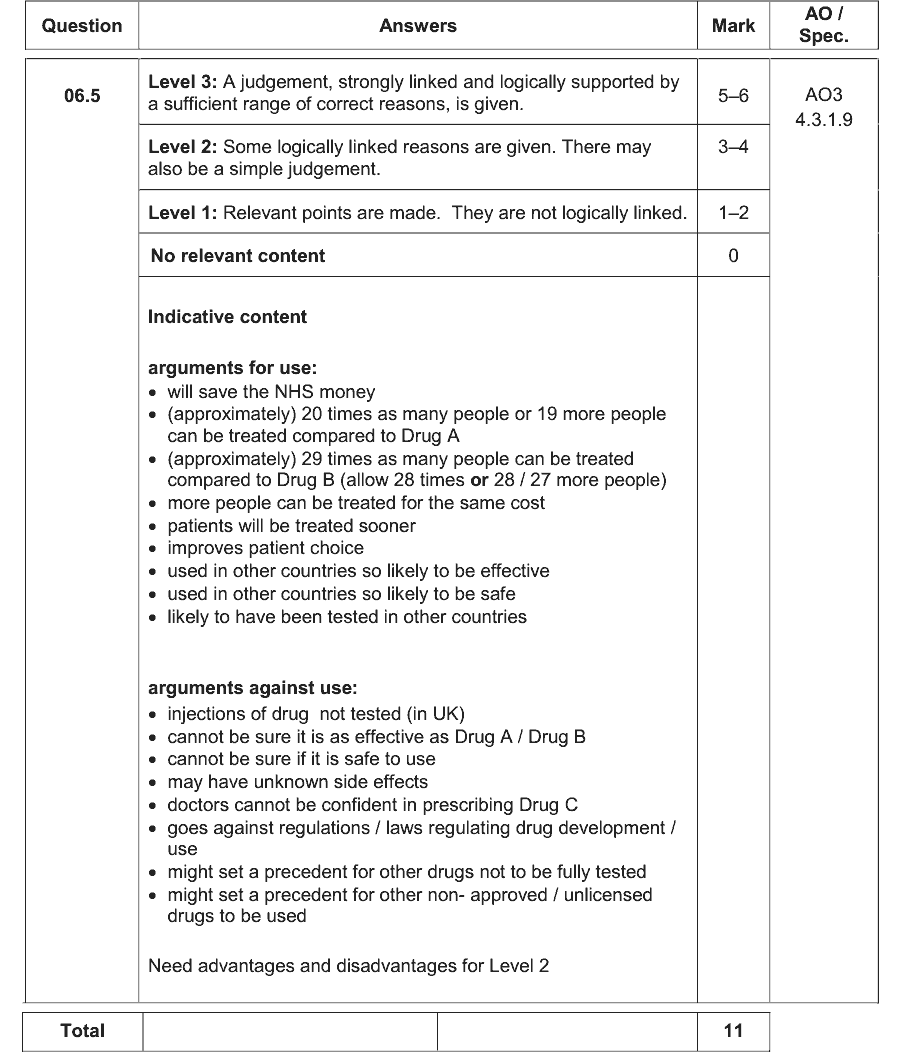 Question Answers Mark AO /
Spec.
06.5 Level 3: A judgement, strongly linked and logically supported by
a sufficient range of correct reasons, is given. 5–6 AO3
4.3.1.9
Level 2: Some logically linked reasons are given. There may
also be a simple judgement. 3–4
Level 1: Relevant points are made. They are not logically linked. 1–2
No relevant content 0
Indicative content
arguments for use:
• will save the NHS money
• (approximately) 20 times as many people or 19 more people
can be treated compared to Drug A
• (approximately) 29 times as many people can be treated
compared to Drug B (allow 28 times or 28 / 27 more people)
• more people can be treated for the same cost
• patients will be treated sooner
• improves patient choice
• used in other countries so likely to be effective
• used in other countries so likely to be safe
• likely to have been tested in other countries
arguments against use:
• injections of drug not tested (in UK)
• cannot be sure it is as effective as Drug A / Drug B
• cannot be sure if it is safe to use
• may have unknown side effects
• doctors cannot be confident in prescribing Drug C
• goes against regulations / laws regulating drug development /
use
• might set a precedent for other drugs not to be fully tested
• might set a precedent for other non- approved / unlicensed
drugs to be used
Need advantages and disadvantages for Level 2
Total 11